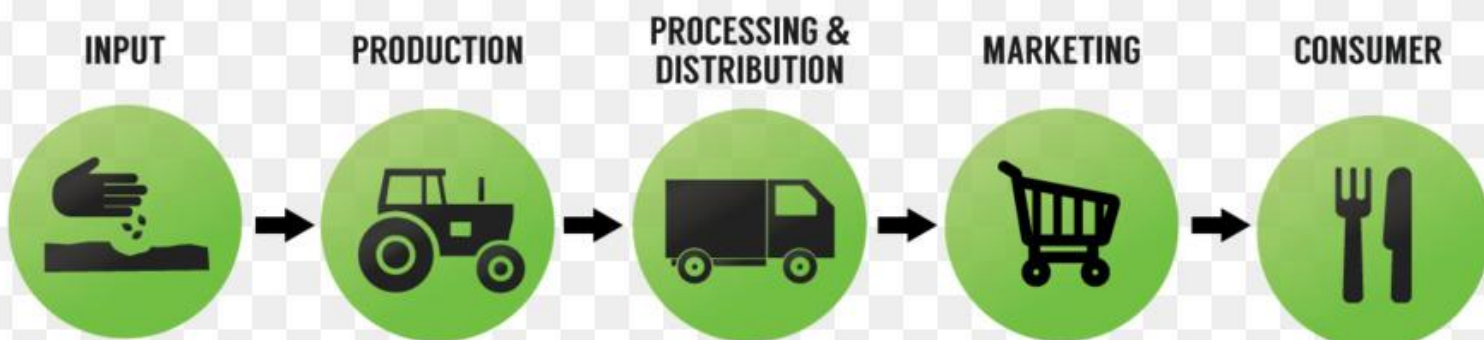 INPUT
PRODUCTION
PROCESSING &
DISTRIBUTION
MARKETING
CONSUMER